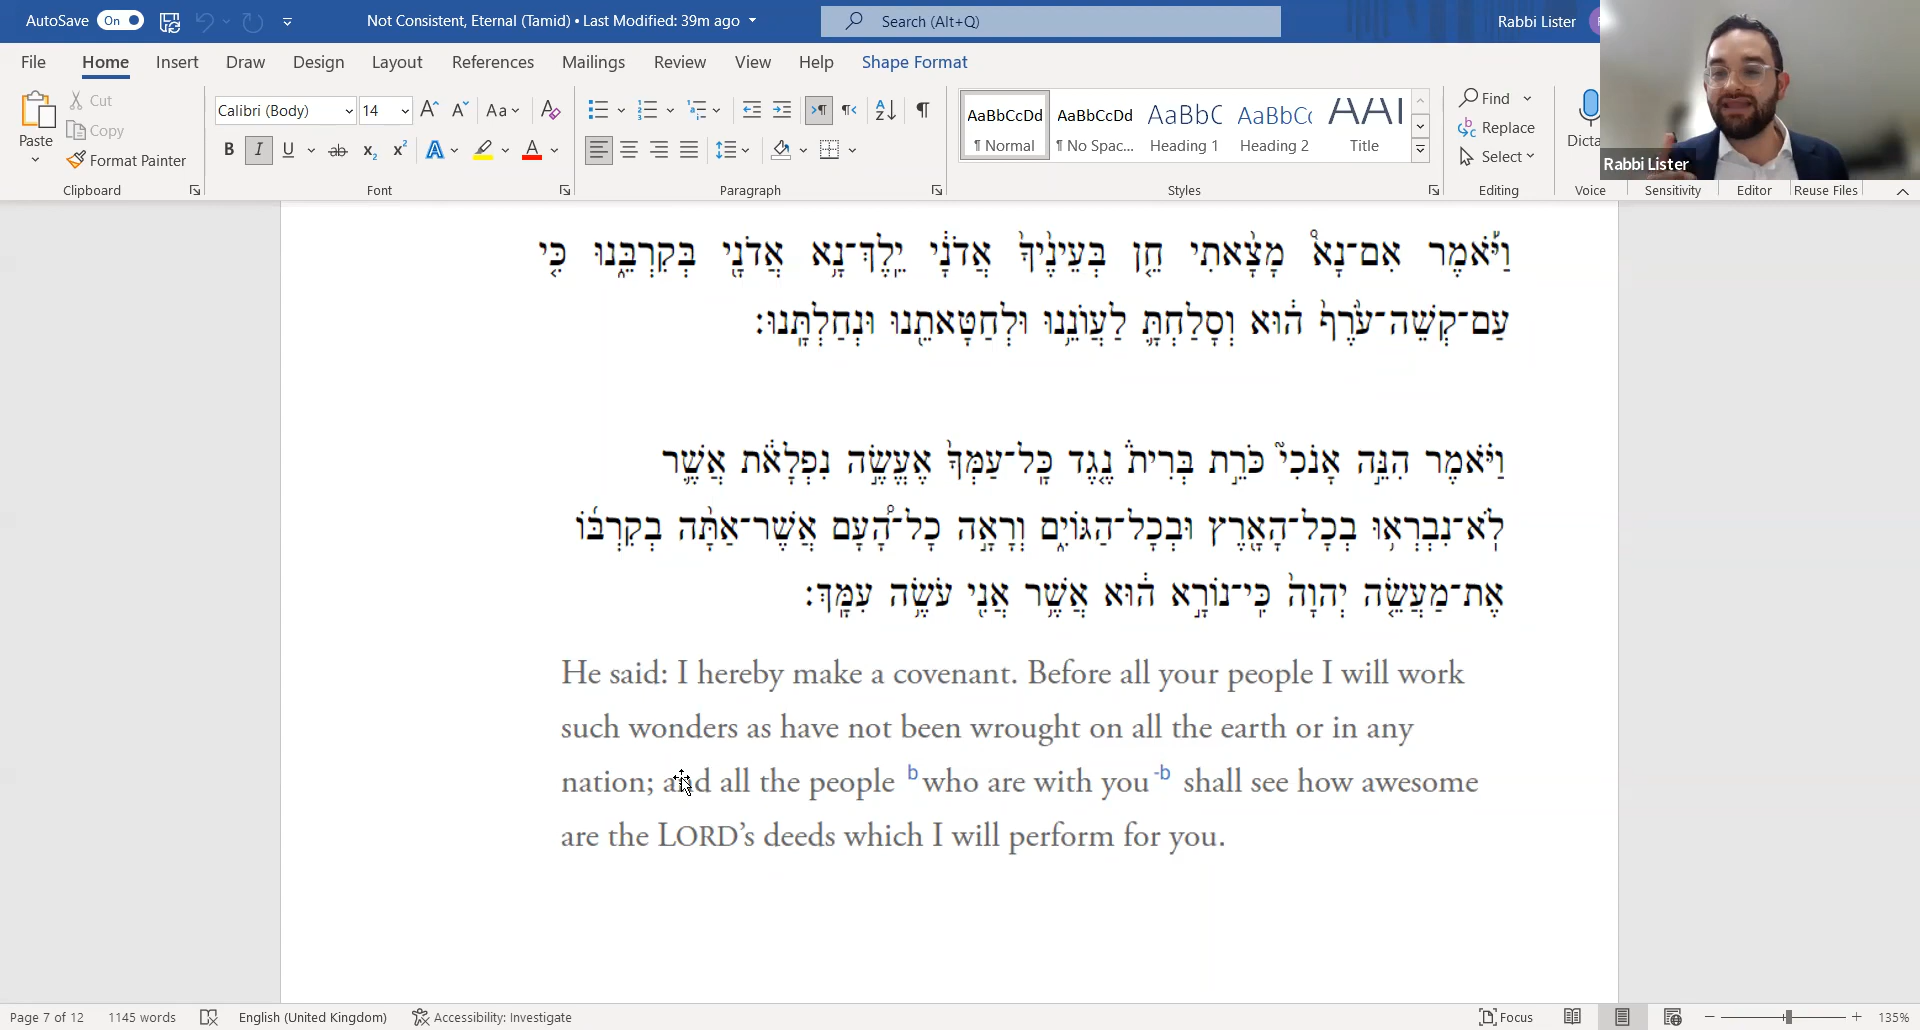 AutoSave On Not Consistent, Eternal (Tamid) • Last Modified: 39m ago Search (Alt+Q) Rabbi Lister
File Home Insert Draw Design Layout References Mailings Review View Help Shape Format
Paste Cut Copy Format Painter
Calibri (Body) 14
AaBbCcDd AaBbCcDd AaBbC AaBbCc AAI
¶ Normal ¶ No Spac... Heading 1 Heading 2 Title
Find Replace Select
Dicta
Rabbi Lister
Clipboard Font Paragraph Styles Editing Voice Sensitivity Editor Reuse Files
וַיֹּ֡אמֶר אִם־נָא֩ מָצָ֨אתִי חֵ֤ן בְּעֵינֶ֙יךָ֙ אֲדֹנָ֔י יֵֽלֶךְ־נָ֥א אֲדֹנָ֖י בְּקִרְבֵּ֑נוּ כִּ֤י
עַם־קְשֵׁה־עֹ֙רֶף֙ ה֔וּא וְסָלַחְתָּ֛ לַעֲוֺנֵ֥נוּ וּלְחַטָּאתֵ֖נוּ וּנְחַלְתָּֽנוּ׃
וַיֹּ֗אמֶר הִנֵּ֣ה אָנֹכִי֮ כֹּרֵ֣ת בְּרִית֒ נֶ֤גֶד כׇּֽל־עַמְּךָ֙ אֶעֱשֶׂ֣ה נִפְלָאֹ֔ת אֲשֶׁ֛ר
לֹֽא־נִבְרְא֥וּ בְכׇל־הָאָ֖רֶץ וּבְכׇל־הַגּוֹיִ֑ם וְרָאָ֣ה כׇל־הָ֠עָם אֲשֶׁר־אַתָּ֨ה בְקִרְבּ֜וֹ
אֶת־מַעֲשֵׂ֤ה יְהֹוָה֙ כִּֽי־נוֹרָ֣א ה֔וּא אֲשֶׁ֥ר אֲנִ֖י עֹשֶׂ֥ה עִמָּֽךְ׃
He said: I hereby make a covenant. Before all your people I will work
such wonders as have not been wrought on all the earth or in any
nation; and all the people b who are with you -b shall see how awesome
are the LORD’s deeds which I will perform for you.
Page 7 of 12 1145 words English (United Kingdom) Accessibility: Investigate Focus 135%